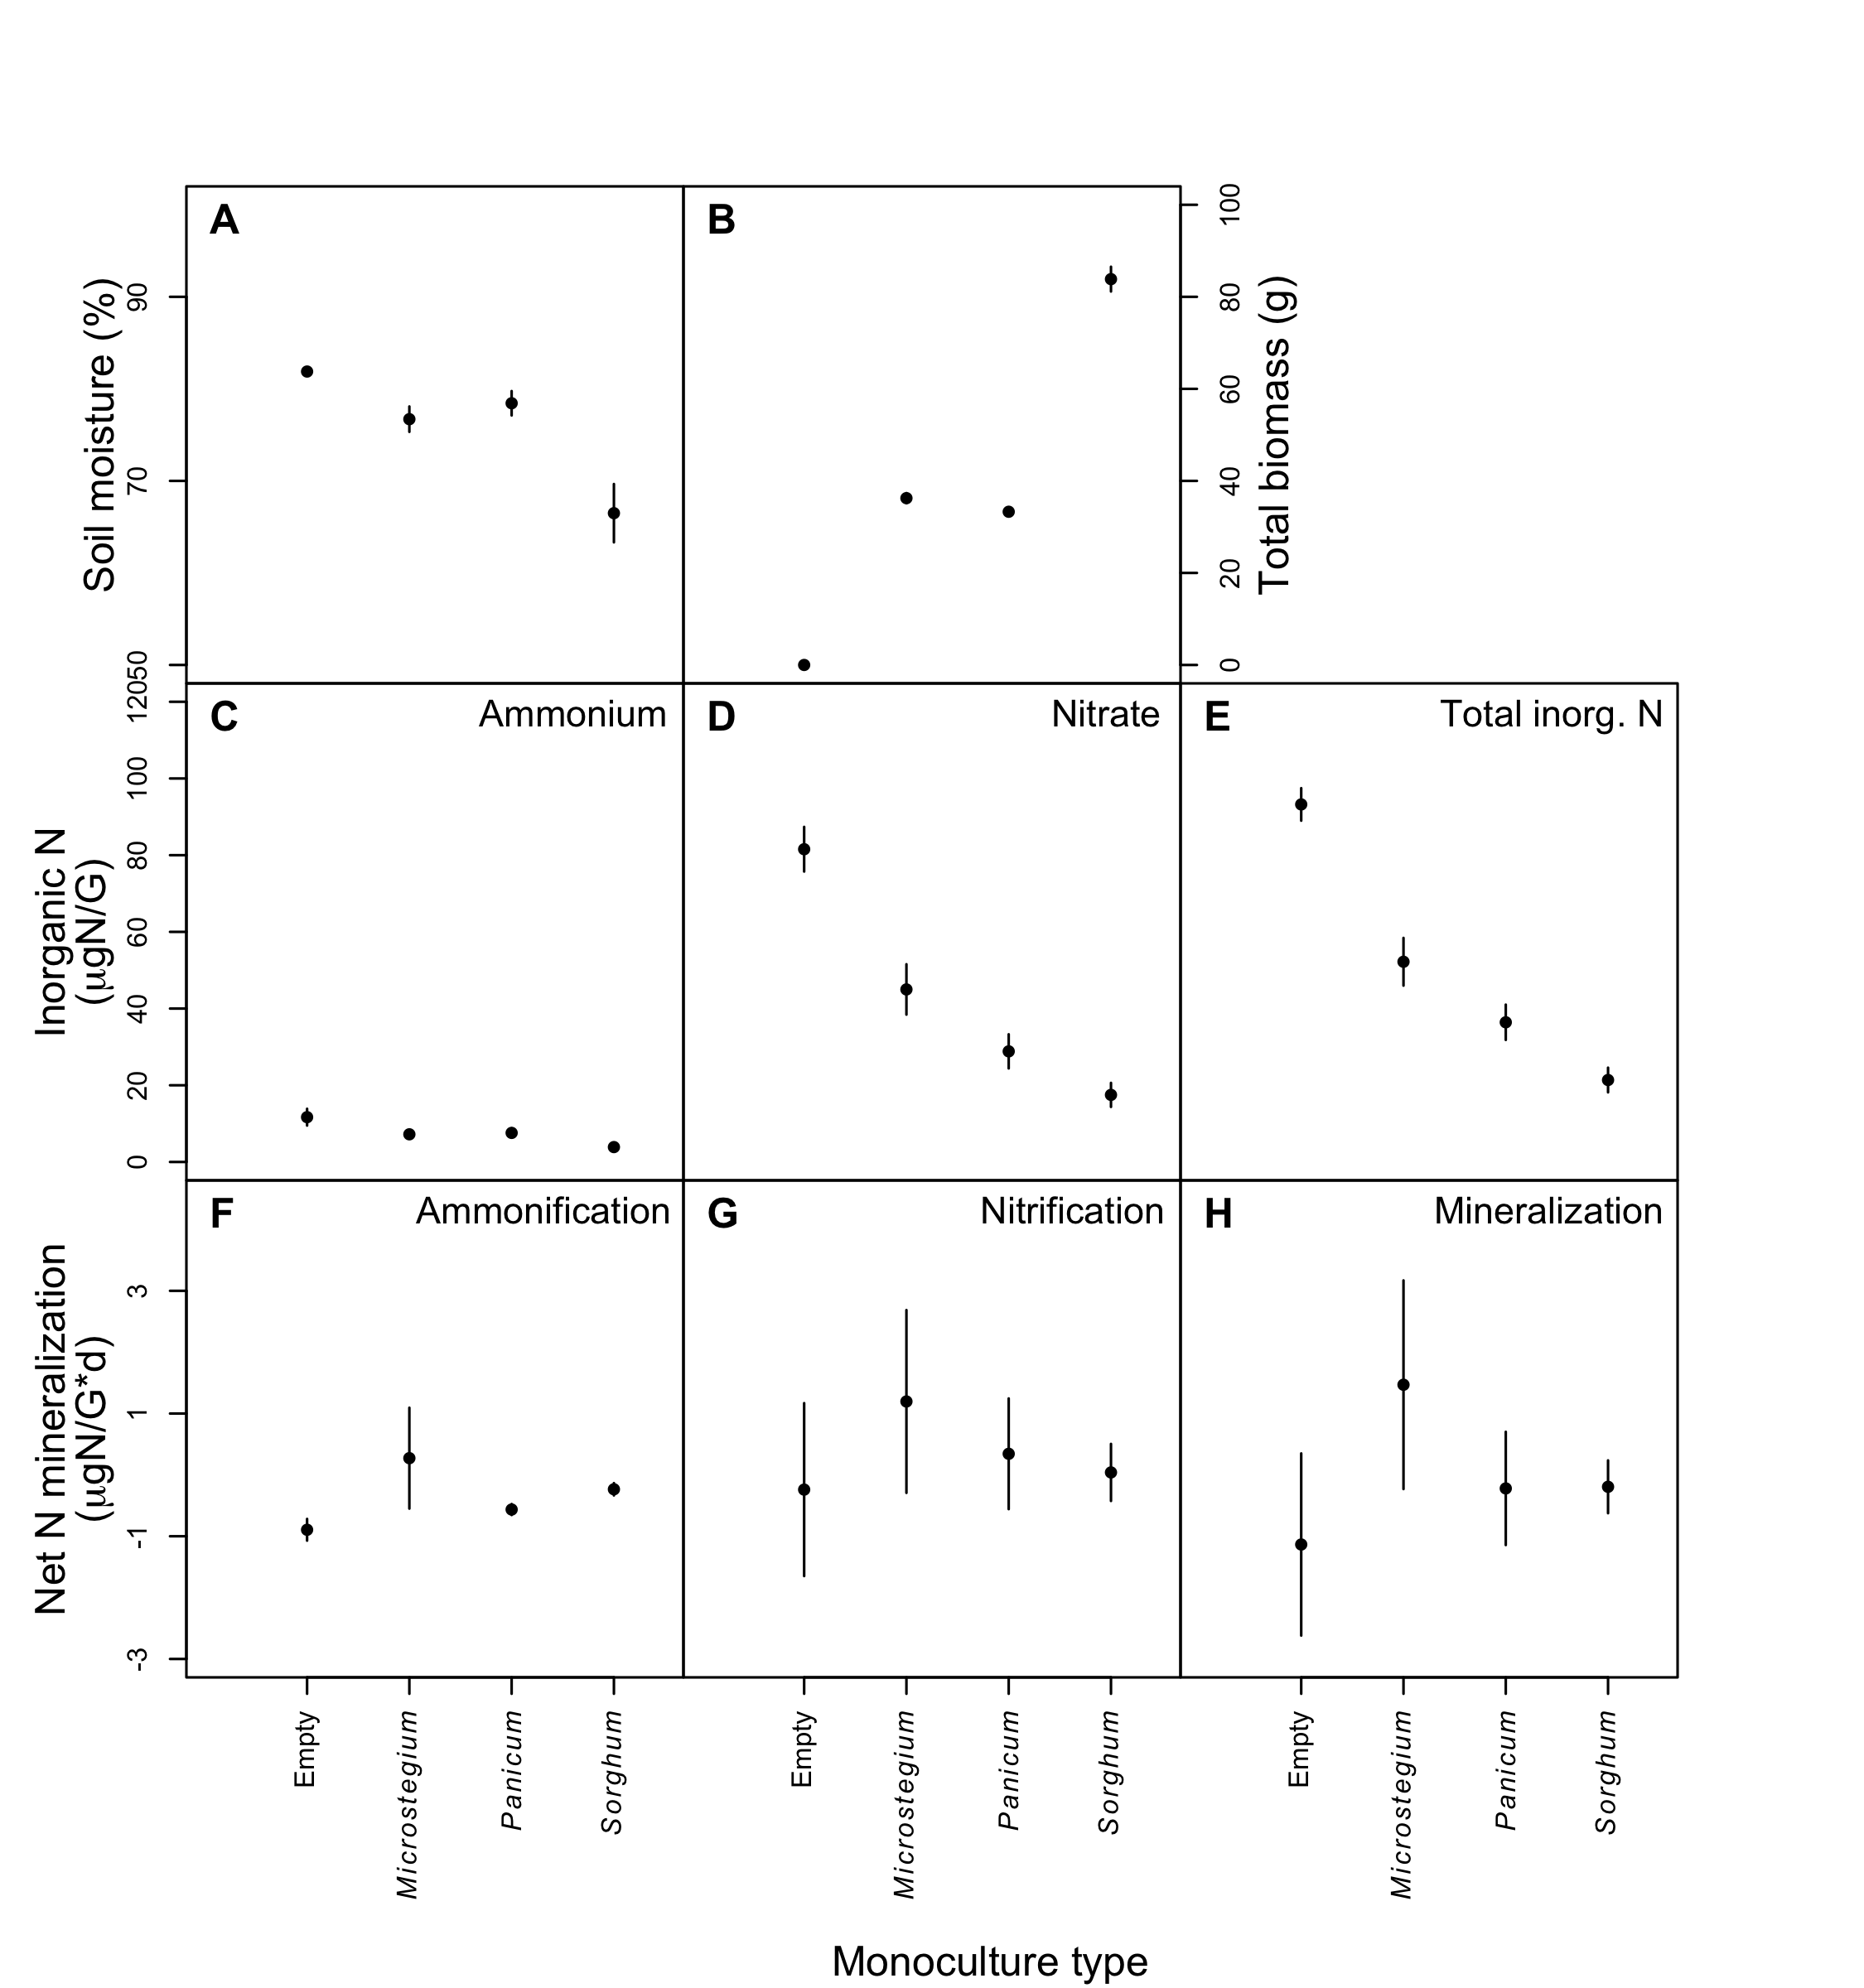 A
B
Soil moisture (%)
90
70
50
100
80
60
40
20
0
Total biomass (g)
C
Ammonium
D
Nitrate
E
Total inorg. N
Inorganic N
(μgN/G)
120
100
80
60
40
20
0
F
Ammonification
G
Nitrification
H
Mineralization
Net N mineralization
(μgN/G*d)
3
1
-1
-3
Empty
Microstegium
Panicum
Sorghum
Empty
Microstegium
Panicum
Sorghum
Empty
Microstegium
Panicum
Sorghum
Monoculture type